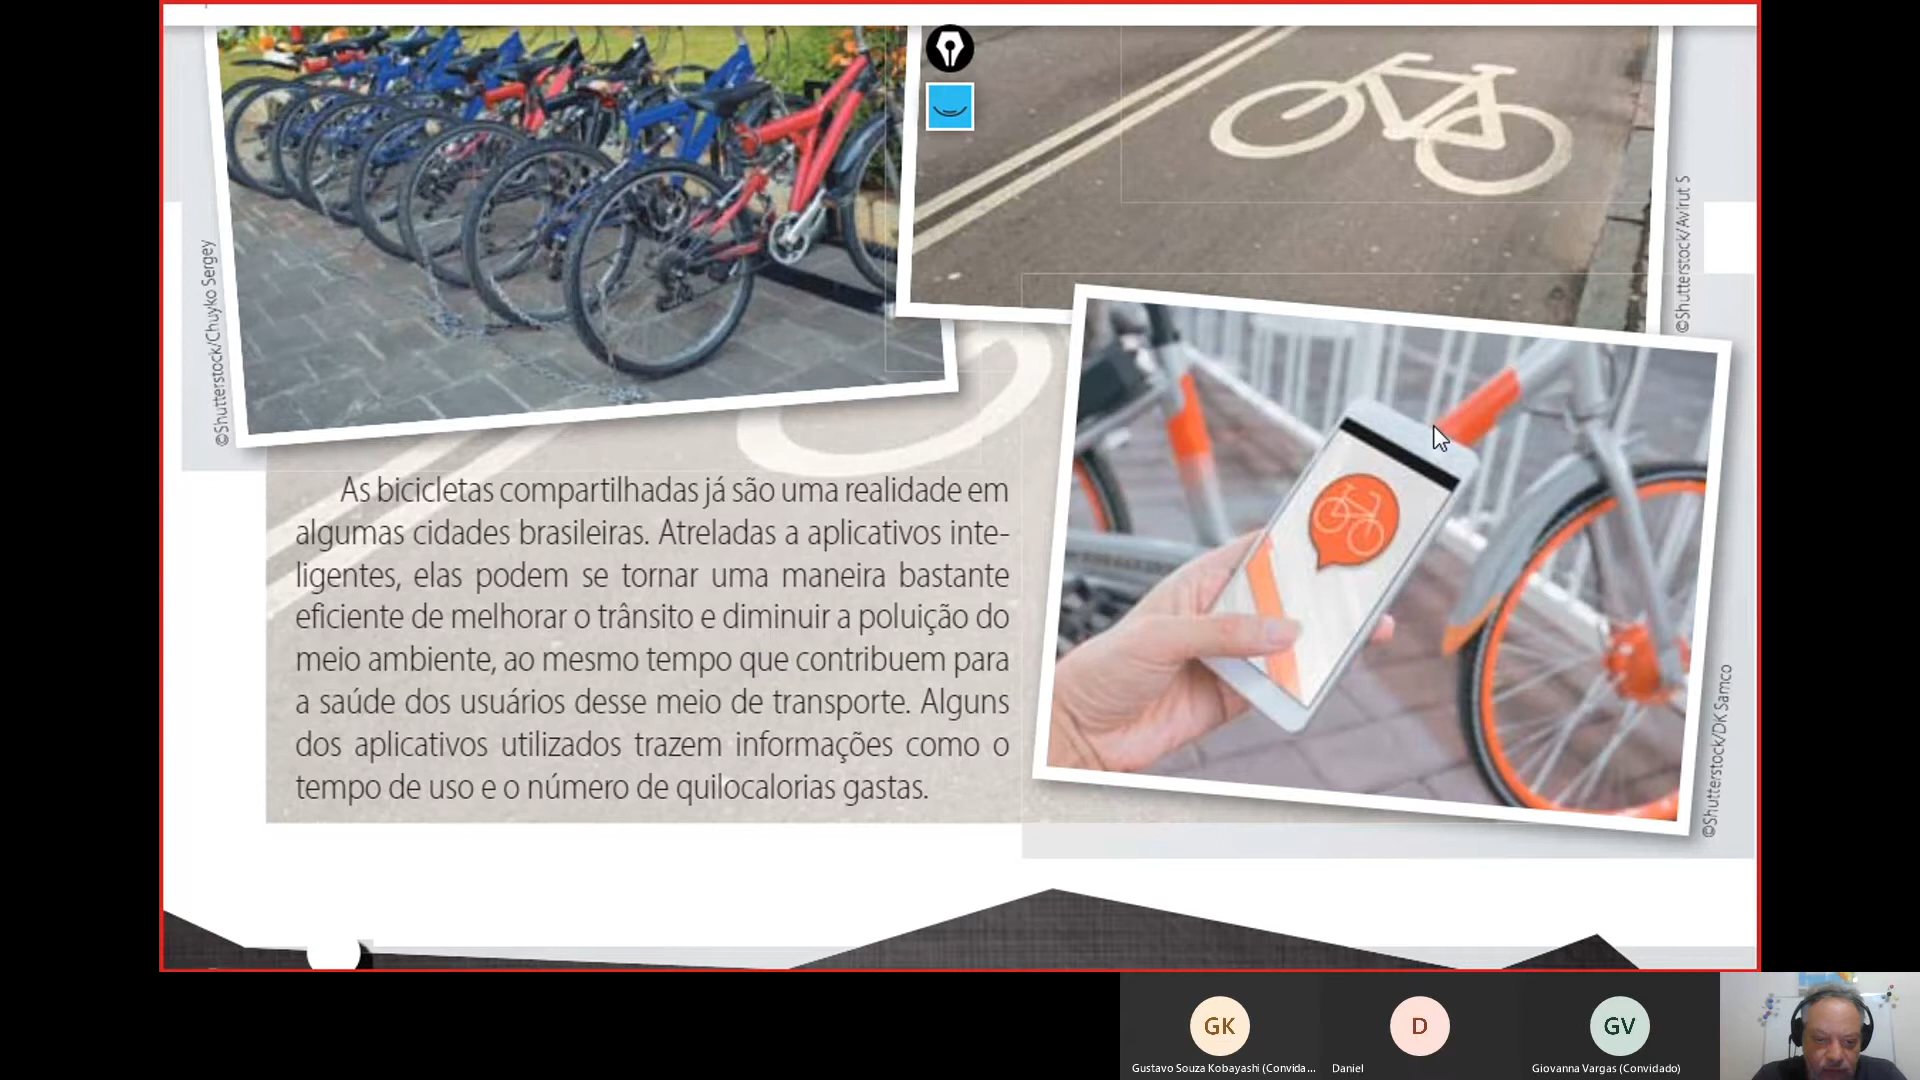 ©Shutterstock/Chuyko Sergey
©Shutterstock/Avirut S
As bicicletas compartilhadas já são uma realidade em
algumas cidades brasileiras. Atreladas a aplicativos inte-
ligentes, elas podem se tornar uma maneira bastante
eficiente de melhorar o trânsito e diminuir a poluição do
meio ambiente, ao mesmo tempo que contribuem para
a saúde dos usuários desse meio de transporte. Alguns
dos aplicativos utilizados trazem informações como o
tempo de uso e o número de quilocalorias gastas.
©Shutterstock/DK Samco
GK
D
GV
Gustavo Souza Kobayashi (Convida...
Daniel
Giovanna Vargas (Convidado)